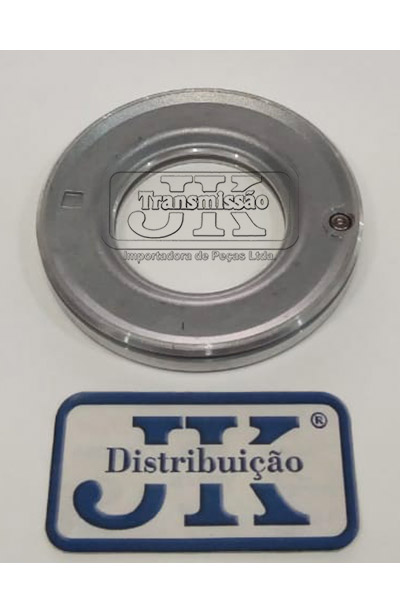 JK
Transmissão
Importadora de Peças Ltda.
JK
Distribuição
®